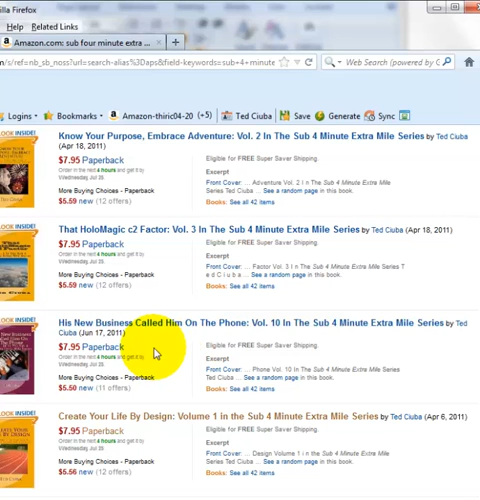 illa Firefox
Help Related Links
Amazon.com: sub four minute extra ...
om/s/ref=nb_sb_noss?url=search-alias%3Daps&field-keywords=sub+4+minute
Web Search (powered by G
Logins Bookmarks Amazon-thiric04-20 (+5) Ted Ciuba Save Generate Sync
LOOK INSIDE!
Know Your Purpose, Embrace Adventure: Vol. 2 In The Sub 4 Minute Extra Mile Series by Ted Ciuba
(Apr 18, 2011)
$7.95 Paperback
Order in the next 4 hours and get it by
Wednesday, Jul 25.
More Buying Choices - Paperback
$5.59 new (12 offers)
Eligible for FREE Super Saver Shipping.
Excerpt
Front Cover: ... Adventure Vol. 2 I n The Sub 4 Minute Extra Mile
Series Ted Ciuba ... See a random page in this book.
Books: See all 42 items
LOOK INSIDE!
That HoloMagic c2 Factor: Vol. 3 In The Sub 4 Minute Extra Mile Series by Ted Ciuba (Apr 18, 2011)
$7.95 Paperback
Order in the next 4 hours and get it by
Wednesday, Jul 25.
More Buying Choices - Paperback
$5.59 new (12 offers)
Eligible for FREE Super Saver Shipping.
Excerpt
Front Cover: ... Factor Vol. 3 I n The Sub 4 Minute Extra Mile Series T
e d C i u b a ... See a random page in this book.
Books: See all 42 items
LOOK INSIDE!
His New Business Called Him On The Phone: Vol. 10 In The Sub 4 Minute Extra Mile Series by Ted
Ciuba (Jun 17, 2011)
$7.95 Paperback
Order in the next 4 hours and get it by
Wednesday, Jul 25.
More Buying Choices - Paperback
$5.50 new (11 offers)
Eligible for FREE Super Saver Shipping.
Excerpt
Front Cover: ... Phone Vol. 10 In The Sub 4 Minute Extra Mile Series
Ted Ciuba ... See a random page in this book.
Books: See all 42 items
LOOK INSIDE!
Create Your Life By Design: Volume 1 in the Sub 4 Minute Extra Mile Series by Ted Ciuba (Apr 6, 2011)
$7.95 Paperback
Order in the next 4 hours and get it by
Wednesday, Jul 25.
More Buying Choices - Paperback
$5.56 new (12 offers)
Eligible for FREE Super Saver Shipping.
Excerpt
Front Cover: ... Design Volume 1 i n the Sub 4 Minute Extra Mile
Series Ted Ciuba ... See a random page in this book.
Books: See all 42 items